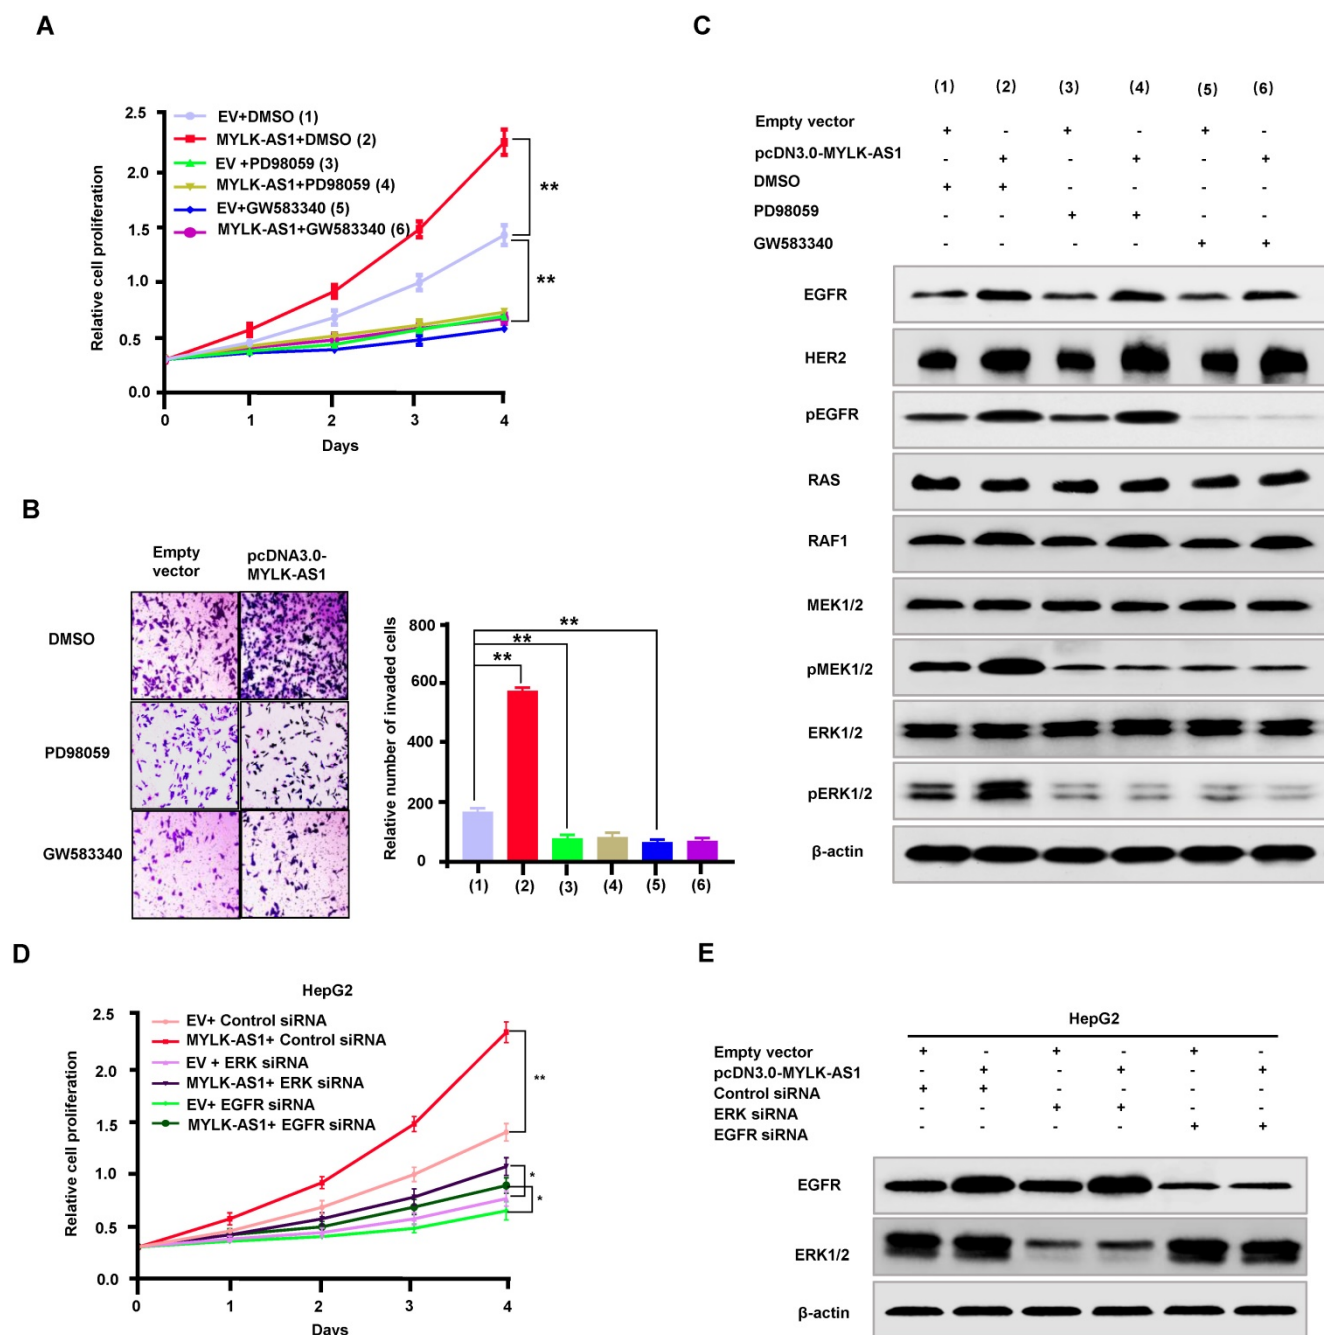 A
2.5
2.0
1.5
1.0
0.5
0.0
Relative cell proliferation
EV+DMSO (1)
MYLK-AS1+DMSO (2)
EV +PD98059 (3)
MYLK-AS1+PD98059 (4)
EV+GW583340 (5)
MYLK-AS1+GW583340 (6)
**
**
0 1 2 3 4
Days
B
Empty vector
pcDNA3.0-MYLK-AS1
DMSO
PD98059
GW583340
Relative number of invaded cells
800
600
400
200
0
**
**
**
(1) (2) (3) (4) (5) (6)
C
(1) (2) (3) (4) (5) (6)
Empty vector + - + - + -
pcDN3.0-MYLK-AS1 - + - + - +
DMSO + + - - - -
PD98059 - - + + - -
GW583340 - - - - + +
EGFR
HER2
pEGFR
RAS
RAF1
MEK1/2
pMEK1/2
ERK1/2
pERK1/2
β-actin
D
HepG2
2.5
2.0
1.5
1.0
0.5
0.0
Relative cell proliferation
EV+ Control siRNA
MYLK-AS1+ Control siRNA
EV + ERK siRNA
MYLK-AS1+ ERK siRNA
EV+ EGFR siRNA
MYLK-AS1+ EGFR siRNA
**
*
*
0 1 2 3 4
Days
E
HepG2
Empty vector + - + - + -
pcDN3.0-MYLK-AS1 - + - + - +
Control siRNA + + - - - -
ERK siRNA - - + + - -
EGFR siRNA - - - - + +
EGFR
ERK1/2
β-actin